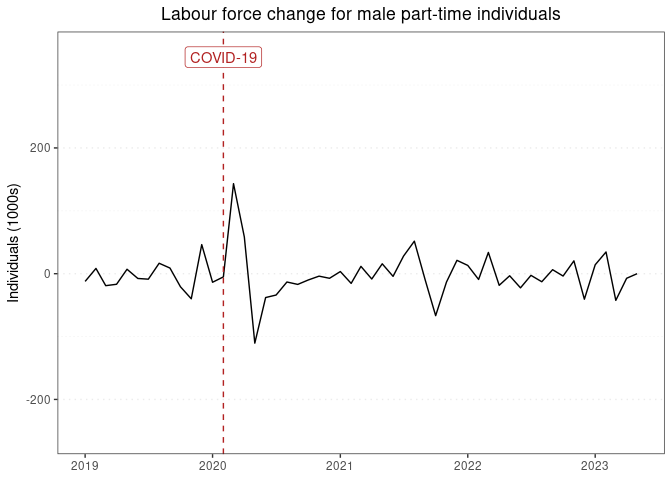 Labour force change for male part-time individuals
COVID-19
Individuals (1000s)
200
0
-200
2019 2020 2021 2022 2023